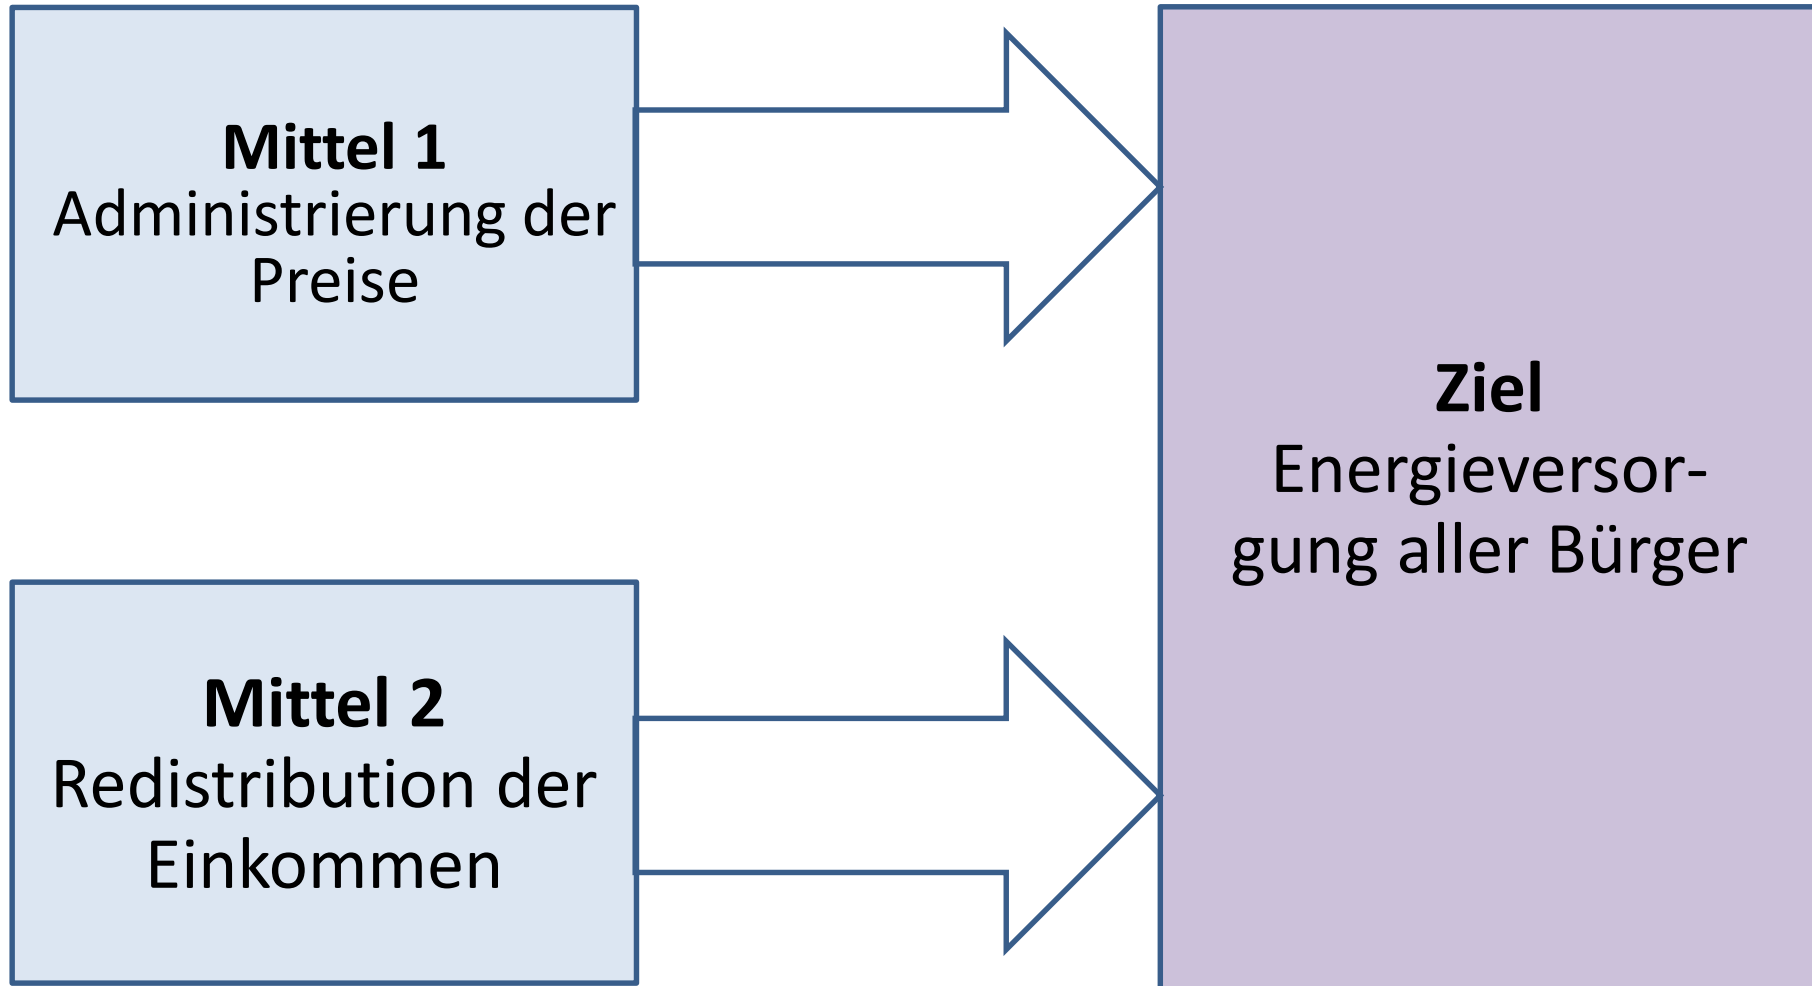 Mittel 1
Administrierung der
Preise
Mittel 2
Redistribution der
Einkommen
Ziel
Energieversor-
gung aller Bürger